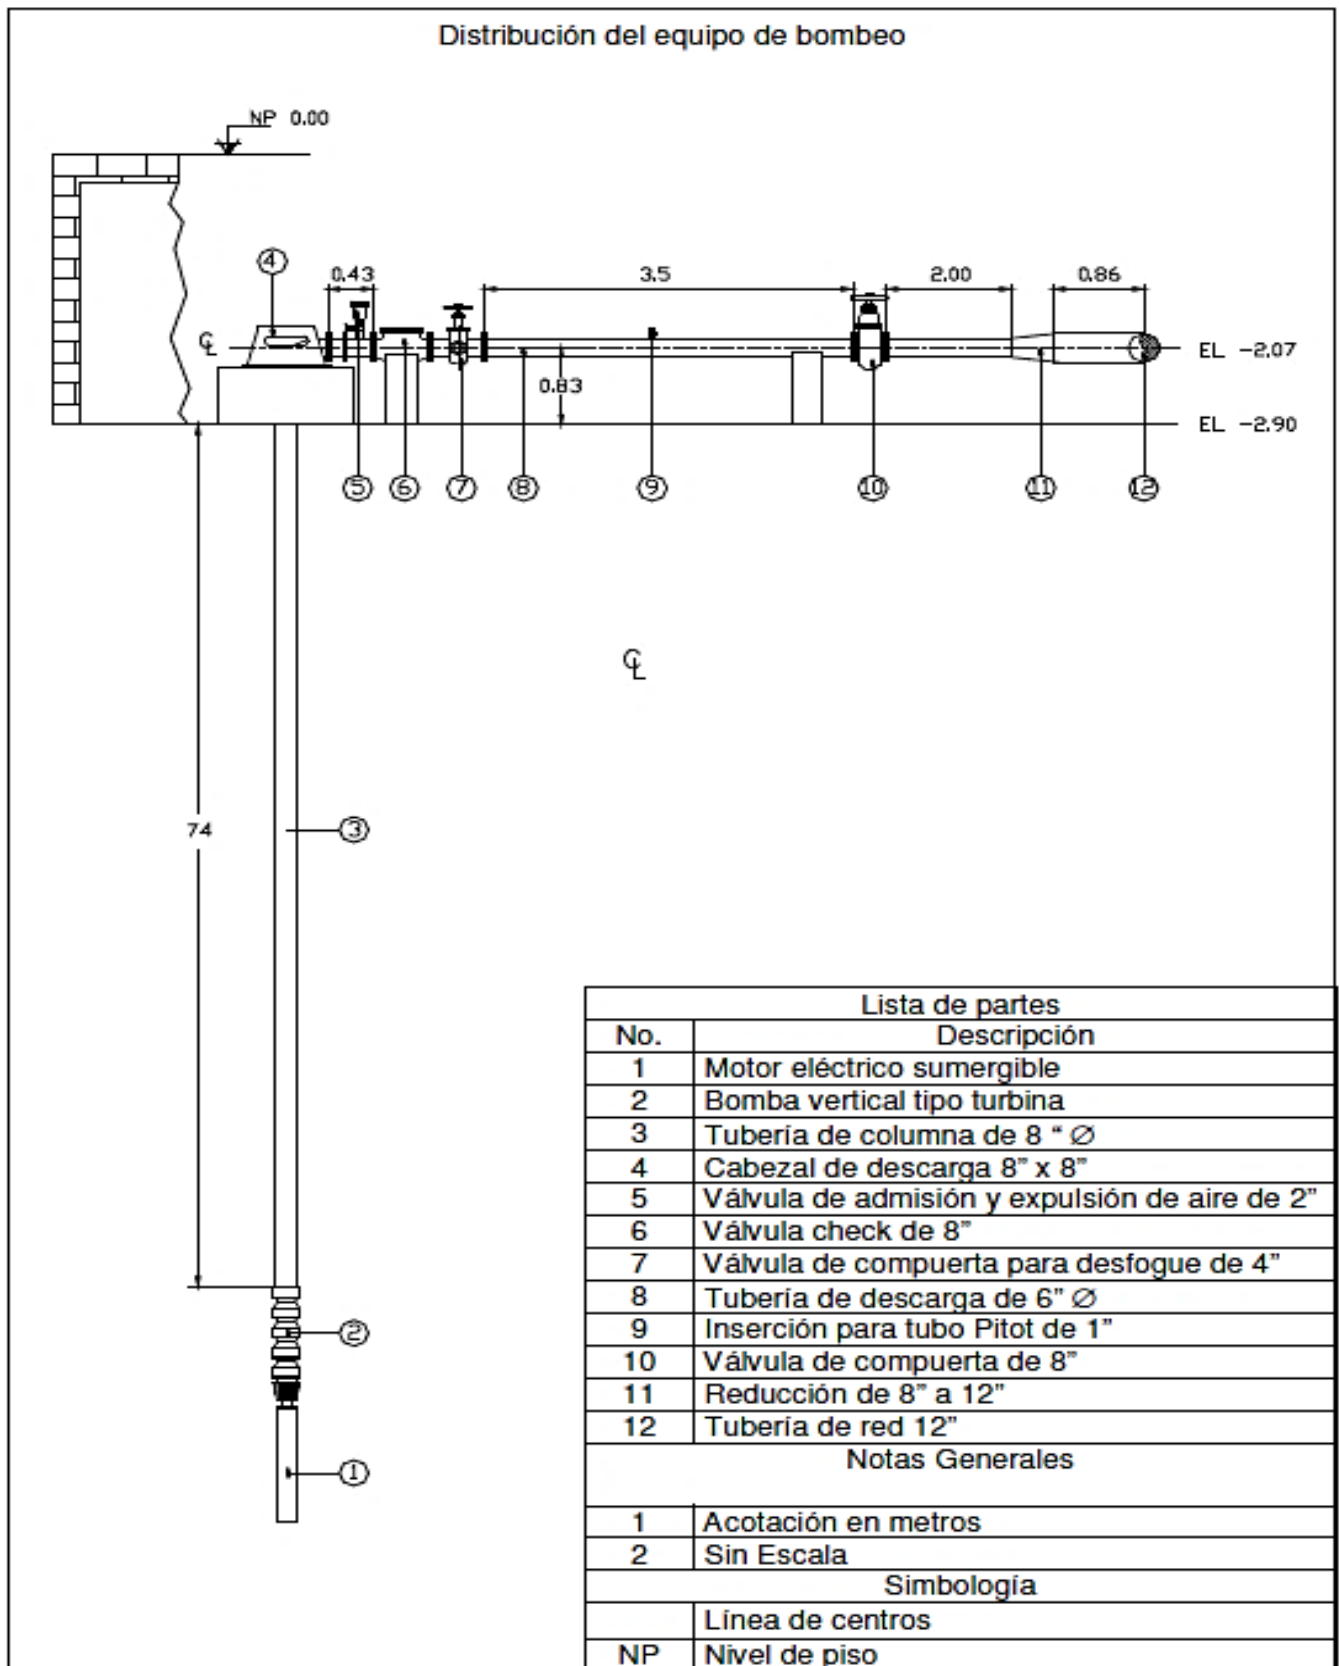 Distribución del equipo de bombeo
NP 0.00
4
0.43
3.5
2.00
0.86
℄
EL -2.07
0.83
EL -2.90
5 6 7 8 9 10 11 12
℄
74
3
2
1
Lista de partes
No. Descripción
1 Motor eléctrico sumergible
2 Bomba vertical tipo turbina
3 Tubería de columna de 8 “ ∅
4 Cabezal de descarga 8” x 8”
5 Válvula de admisión y expulsión de aire de 2”
6 Válvula check de 8”
7 Válvula de compuerta para desfogue de 4”
8 Tubería de descarga de 6” ∅
9 Inserción para tubo Pitot de 1”
10 Válvula de compuerta de 8”
11 Reducción de 8” a 12”
12 Tubería de red 12”
Notas Generales
1 Acotación en metros
2 Sin Escala
Simbología
Línea de centros
NP Nivel de piso